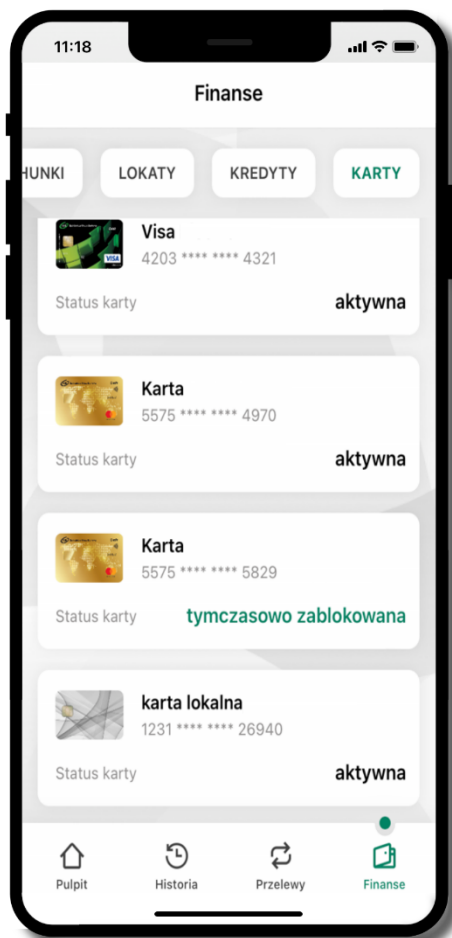 11:18
Finanse
HUNKI LOKATY KREDYTY KARTY
VISA
Visa
4203 **** **** 4321
Status karty aktywna
Karta
5575 **** **** 4970
Status karty aktywna
Karta
5575 **** **** 5829
Status karty tymczasowo zablokowana
karta lokalna
1231 **** **** 26940
Status karty aktywna
Pulpit Historia Przelewy Finanse